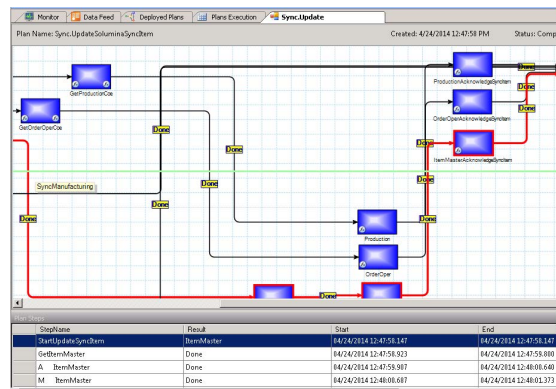 Monitor Data Feed Deployed Plans Plans Execution Sync.Update
Plan Name: Sync.UpdateSoluminaSyncItem Created: 4/24/2014 12:47:58 PM Status: Comp
GetProductionCoe
ProductionAcknowledgeSyncItem
Done
Done
GetOrderOperCoe
OrderOperAcknowledgeSyncItem
Done
Done
Done
ItemMasterAcknowledgeSyncItem
Done
Done
SyncManufacturing
Done
Done
Done
Production
OrderOper
Done
Plan Steps
StepName Result Start End
StartUpdateSyncItem ItemMaster 04/24/2014 12:47:58.147 04/24/2014 12:47:58.147
GetItemMaster Done 04/24/2014 12:47:58.923 04/24/2014 12:47:59.800
A ItemMaster Done 04/24/2014 12:47:59.907 04/24/2014 12:48:00.640
M ItemMaster Done 04/24/2014 12:48:00.687 04/24/2014 12:48:01.373